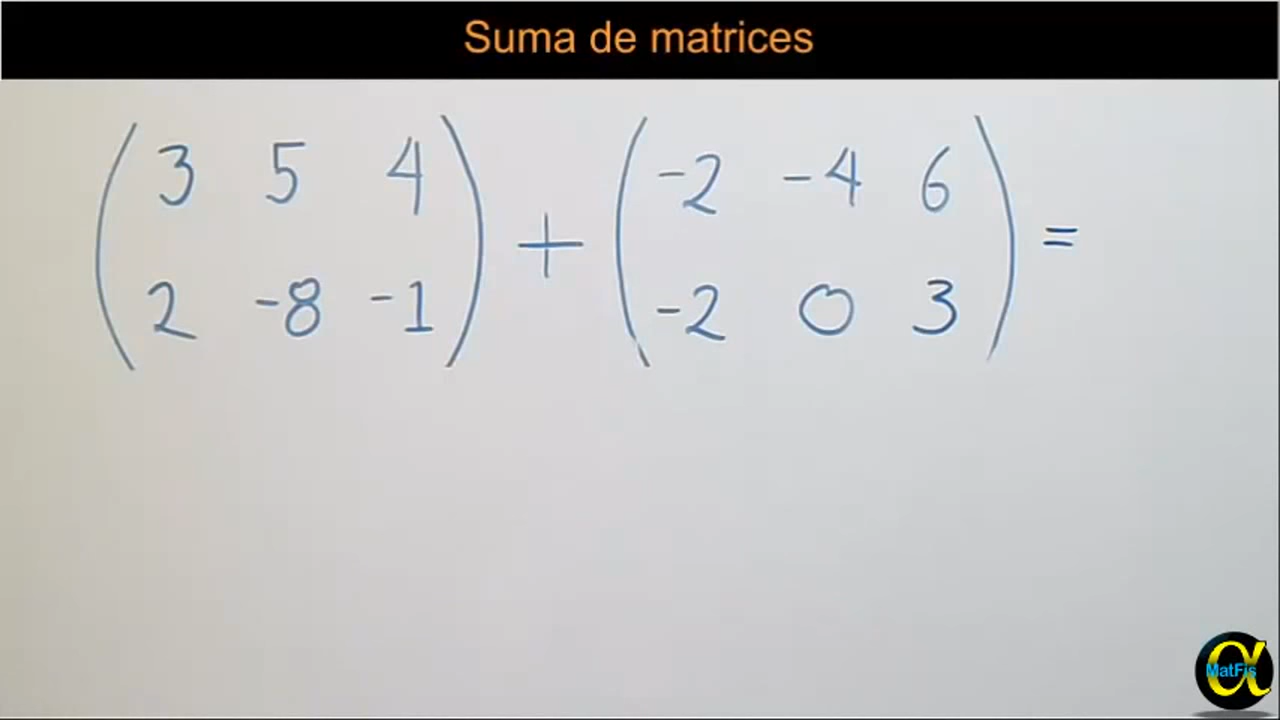 Suma de matrices
3 5 4 + -2 -4 6 =
2 -8 -1 -2 0 3
MatFis
α